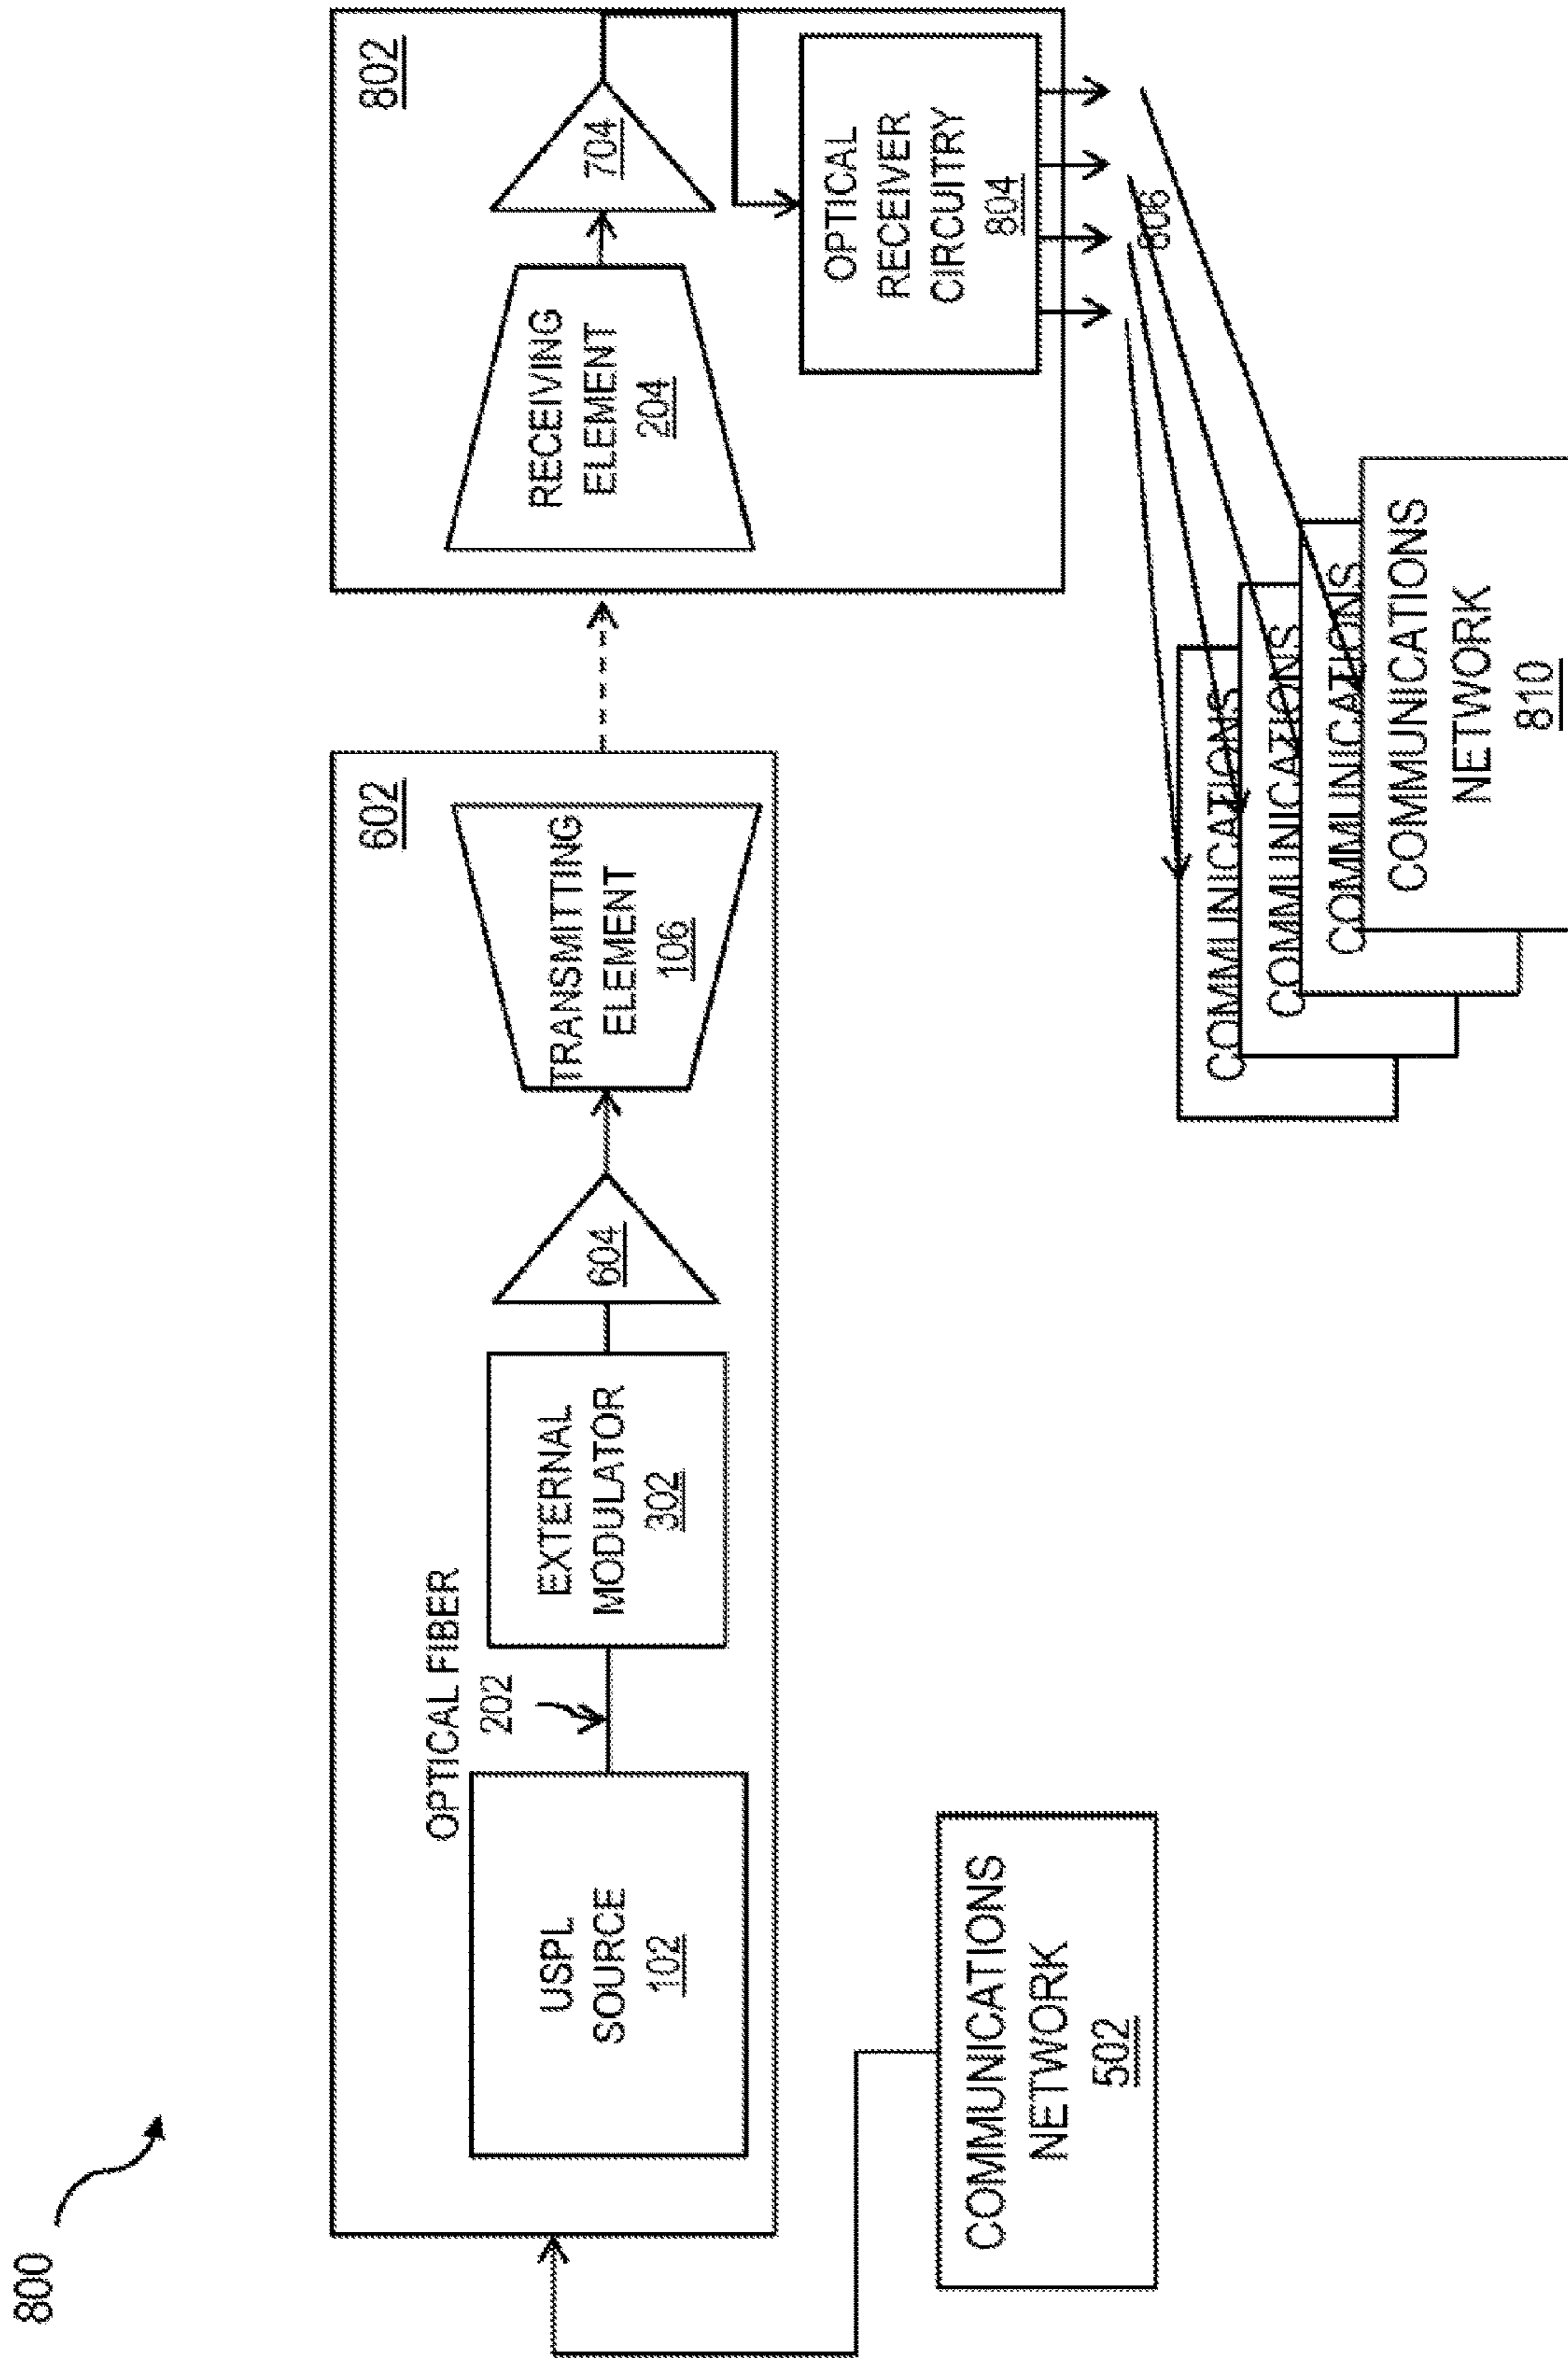 800
602
OPTICAL FIBER
202
USPL
SOURCE
102
EXTERNAL
MODULATOR
302
604
TRANSMITTING
ELEMENT
106
802
RECEIVING
ELEMENT
204
704
OPTICAL
RECEIVER
CIRCUITRY
804
806
COMMUNICATIONS
NETWORK
502
COMMUNICATIONS
COMMUNICATIONS
COMMUNICATIONS
COMMUNICATIONS
NETWORK
810